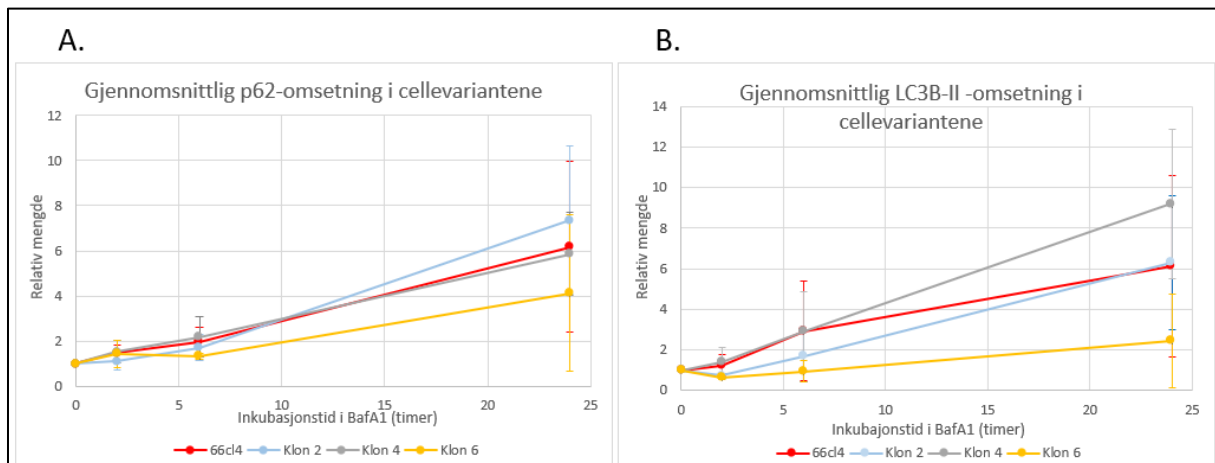 A.
Gjennomsnittlig p62-omsetning i cellevariantene
12
10
8
6
4
2
0
Relativ mengde
0 5 10 15 20 25
Inkubasjonstid i BafA1 (timer)
66cl4 Klon 2 Klon 4 Klon 6
B.
Gjennomsnittlig LC3B-II -omsetning i
cellevariantene
14
12
10
8
6
4
2
0
Relativ mengde
0 5 10 15 20 25
Inkubajonstid i BafA1 (timer)
66cl4 Klon 2 Klon 4 Klon 6